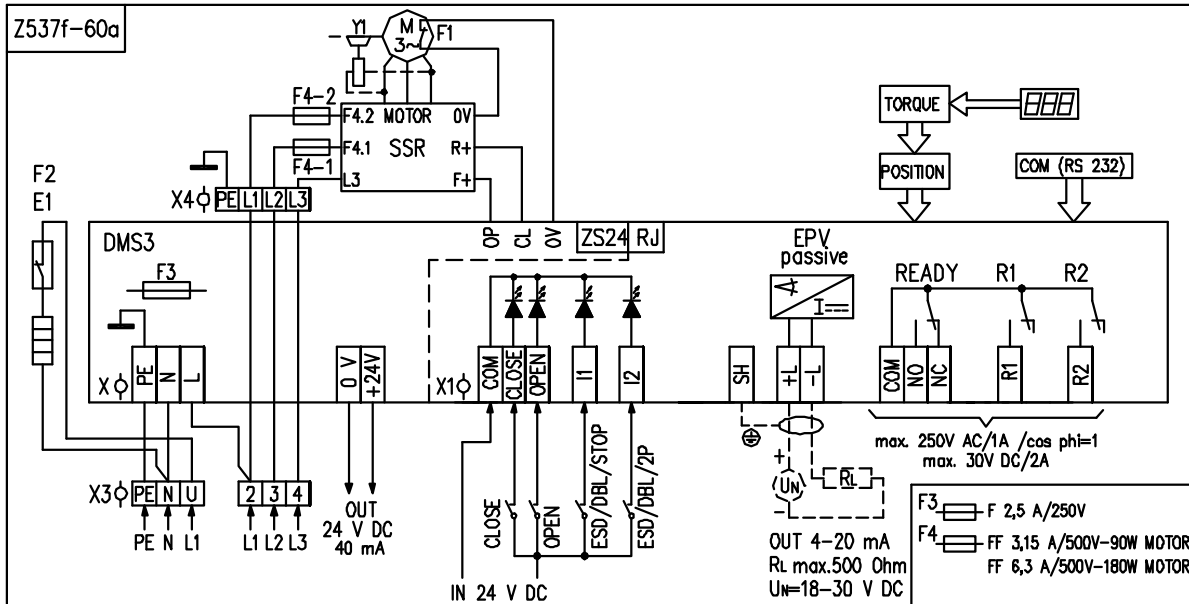 Z537f-60a
Y1
M
3~
F1
F4-2
F4.2 MOTOR 0V
F4.1 SSR R+
F4-1
L3 F+
TORQUE
POSITION
COM (RS 232)
F2
E1
X4 PE L1 L2 L3
DMS3
F3
OP CL 0V
ZS24 RJ
EPV
passive
I
READY R1 R2
X PE N L
0 V +24V
X1 COM CLOSE OPEN I1 I2
SH +L -L
COM NO NC R1 R2
max. 250V AC/1A /cos phi=1
max. 30V DC/2A
X3 PE N U 2 3 4
PE N L1 L1 L2 L3
OUT
24 V DC
40 mA
CLOSE OPEN ESD/DBL/STOP ESD/DBL/2P
IN 24 V DC
+
UN
−
RL
OUT 4-20 mA
RL max.500 Ohm
UN=18-30 V DC
F3 F 2,5 A/250V
F4 FF 3,15 A/500V-90W MOTOR
FF 6,3 A/500V-180W MOTOR